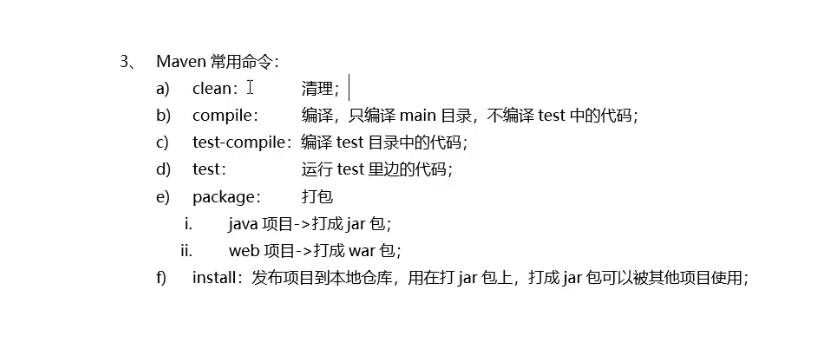 3、 Maven 常用命令：
a) clean： 清理；
b) compile： 编译，只编译 main 目录，不编译 test 中的代码；
c) test-compile：编译 test 目录中的代码；
d) test： 运行 test 里边的代码；
e) package： 打包
i. java 项目->打成 jar 包；
ii. web 项目->打成 war 包；
f) install：发布项目到本地仓库，用在打 jar 包上，打成 jar 包可以被其他项目使用；